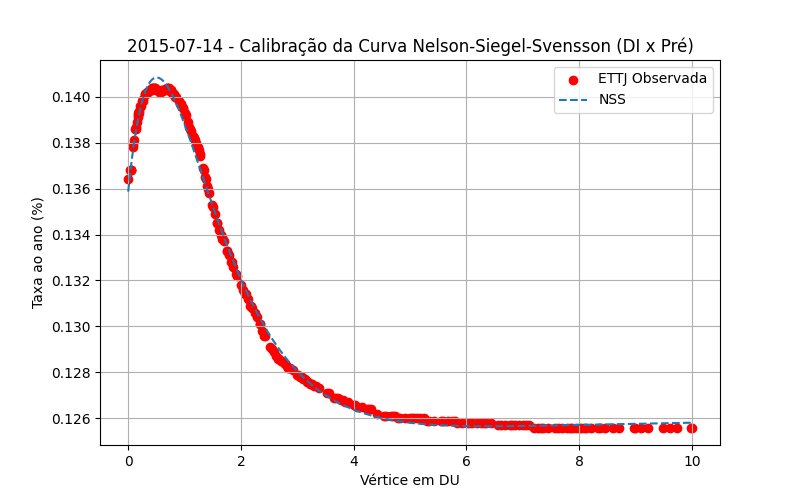 2015-07-14 - Calibração da Curva Nelson-Siegel-Svensson (DI x Pré)
ETTJ Observada
NSS
Taxa ao ano (%)
0.140
0.138
0.136
0.134
0.132
0.130
0.128
0.126
0
2
4
6
8
10
Vértice em DU